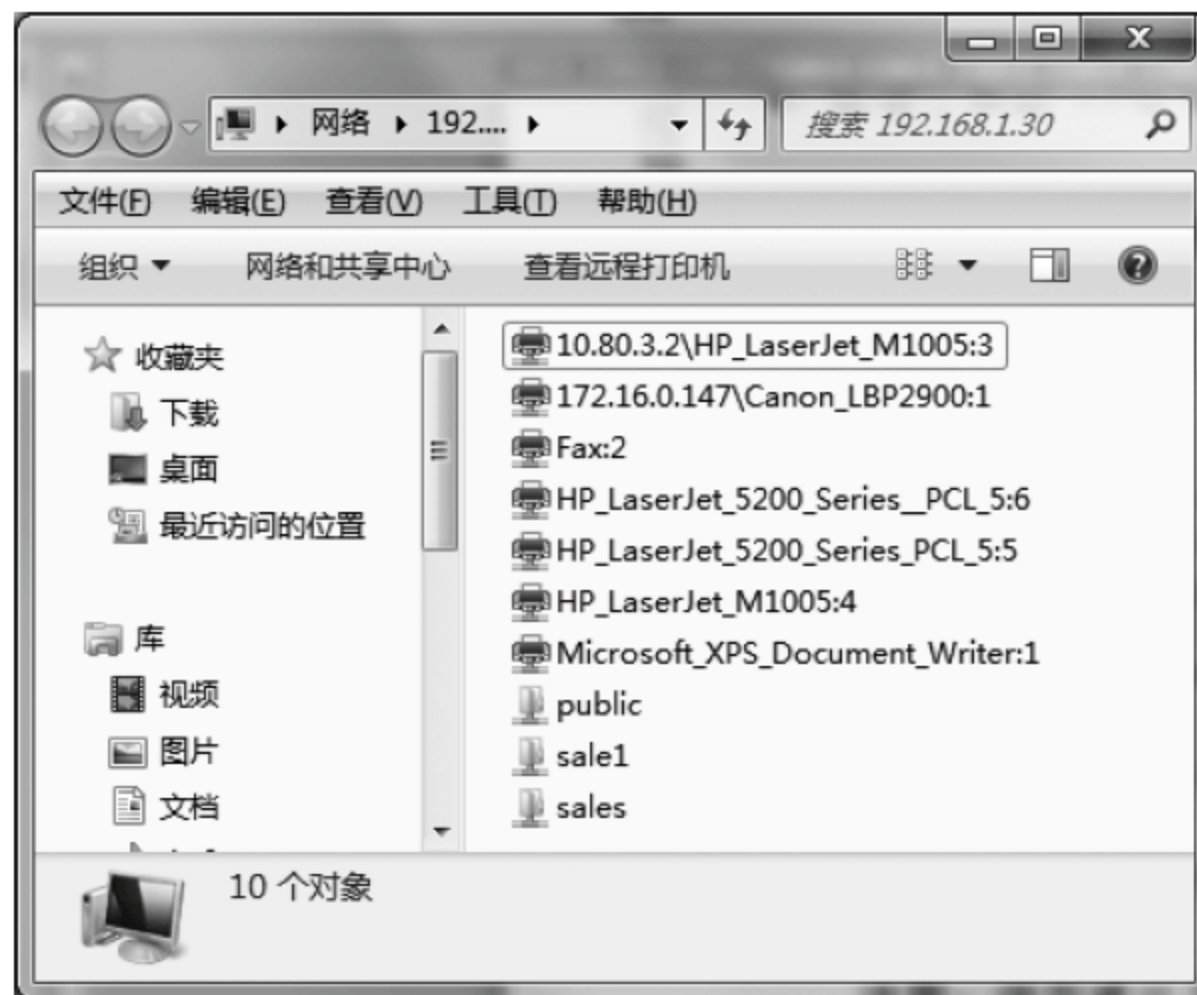 网络 192.... 搜索 192.168.1.30
文件(F) 编辑(E) 查看(V) 工具(T) 帮助(H)
组织 网络和共享中心 查看远程打印机
收藏夹
下载
桌面
最近访问的位置
库
视频
图片
文档
10.80.3.2\HP_LaserJet_M1005:3
172.16.0.147\Canon_LBP2900:1
Fax:2
HP_LaserJet_5200_Series__PCL_5:6
HP_LaserJet_5200_Series_PCL_5:5
HP_LaserJet_M1005:4
Microsoft_XPS_Document_Writer:1
public
sale1
sales
10 个对象